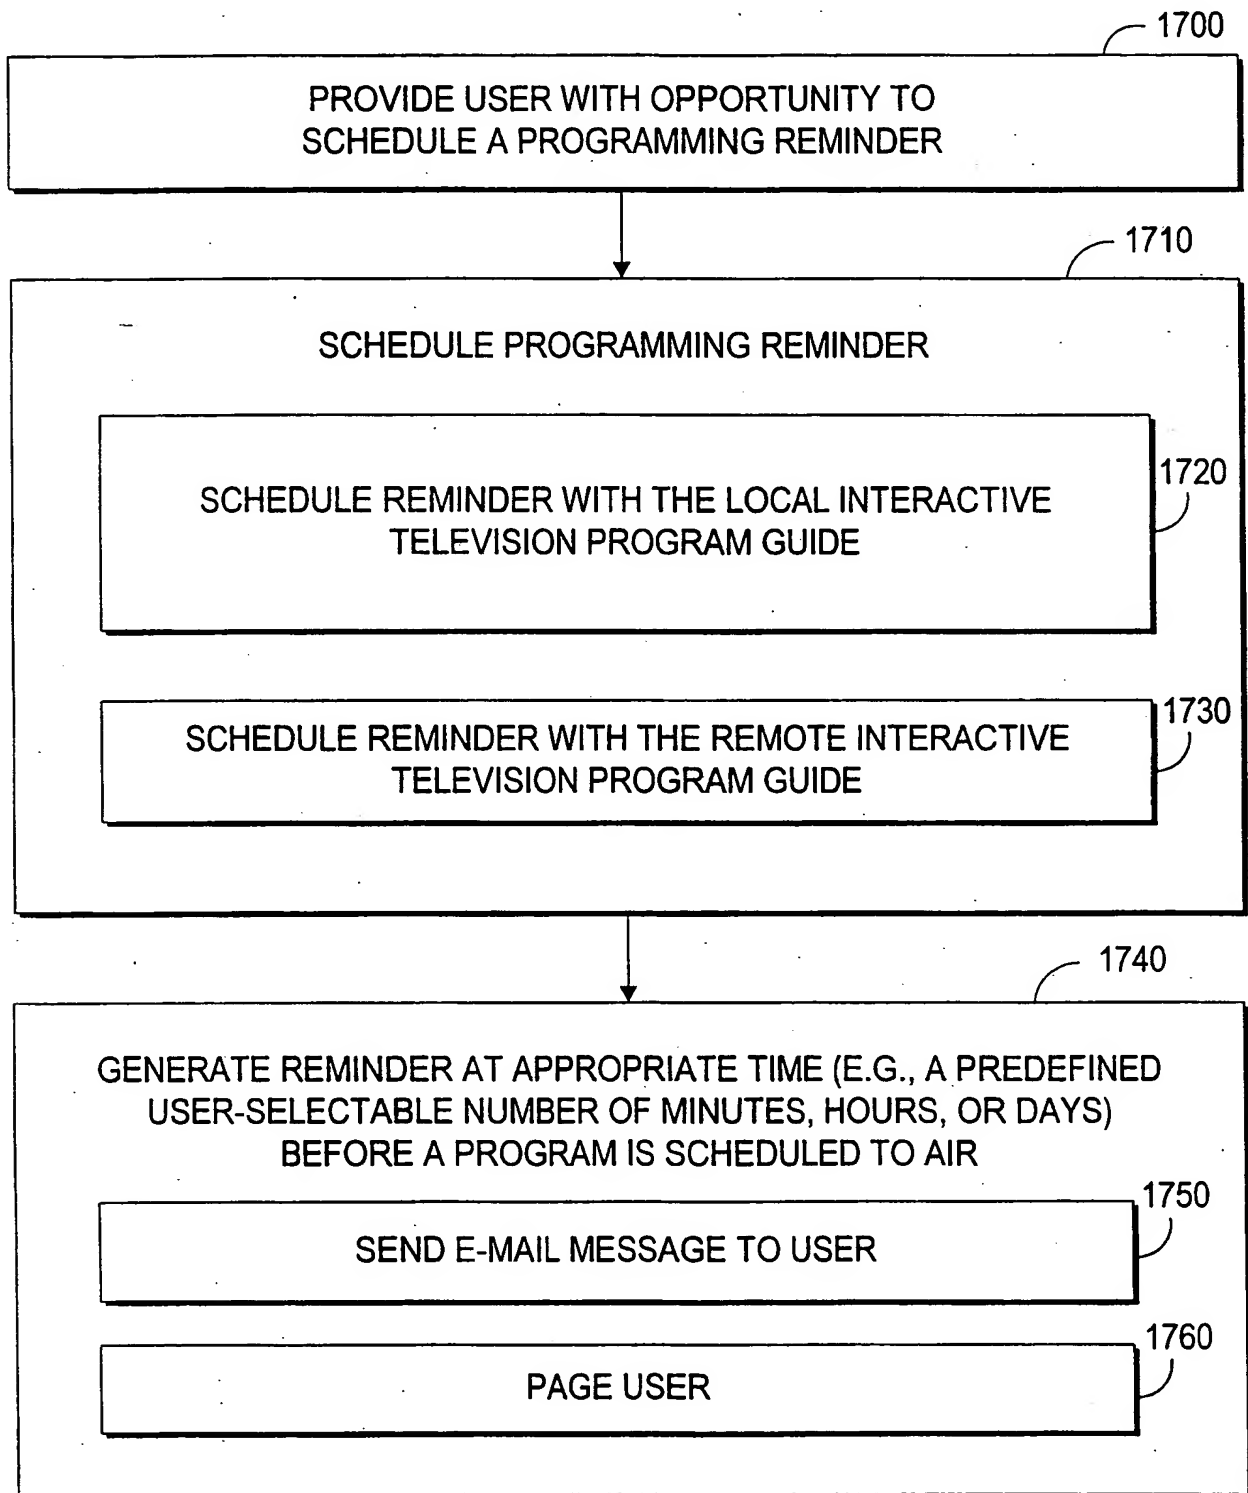 1700
PROVIDE USER WITH OPPORTUNITY TO
SCHEDULE A PROGRAMMING REMINDER
1710
SCHEDULE PROGRAMMING REMINDER
1720
SCHEDULE REMINDER WITH THE LOCAL INTERACTIVE
TELEVISION PROGRAM GUIDE
1730
SCHEDULE REMINDER WITH THE REMOTE INTERACTIVE
TELEVISION PROGRAM GUIDE
1740
GENERATE REMINDER AT APPROPRIATE TIME (E.G., A PREDEFINED
USER-SELECTABLE NUMBER OF MINUTES, HOURS, OR DAYS)
BEFORE A PROGRAM IS SCHEDULED TO AIR
1750
SEND E-MAIL MESSAGE TO USER
1760
PAGE USER